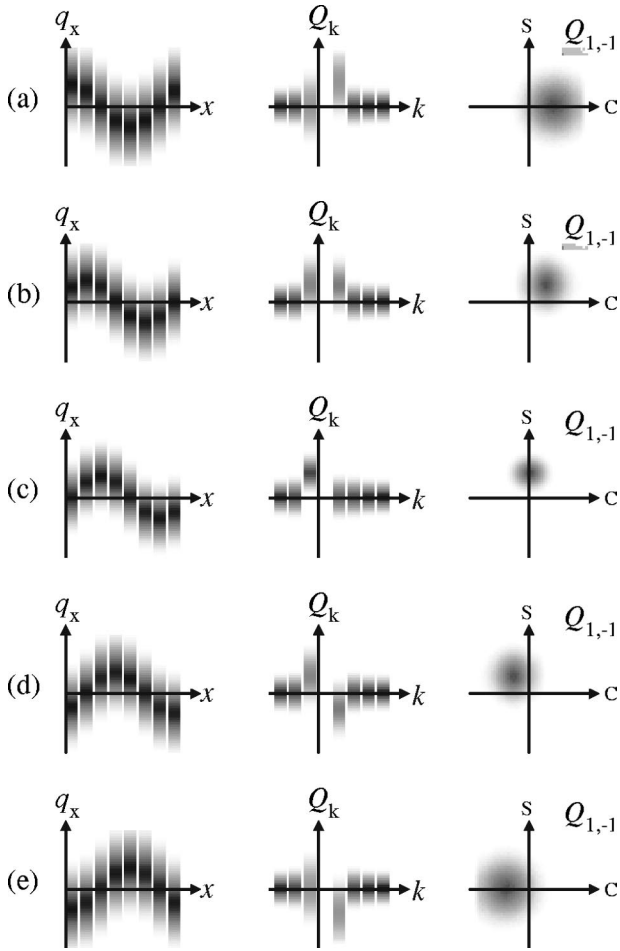 q_x Q_k S Q_1,-1
(a) x k C
q_x Q_k S Q_1,-1
(b) x k C
q_x Q_k S Q_1,-1
(c) x k C
q_x Q_k S Q_1,-1
(d) x k C
q_x Q_k S Q_1,-1
(e) x k C